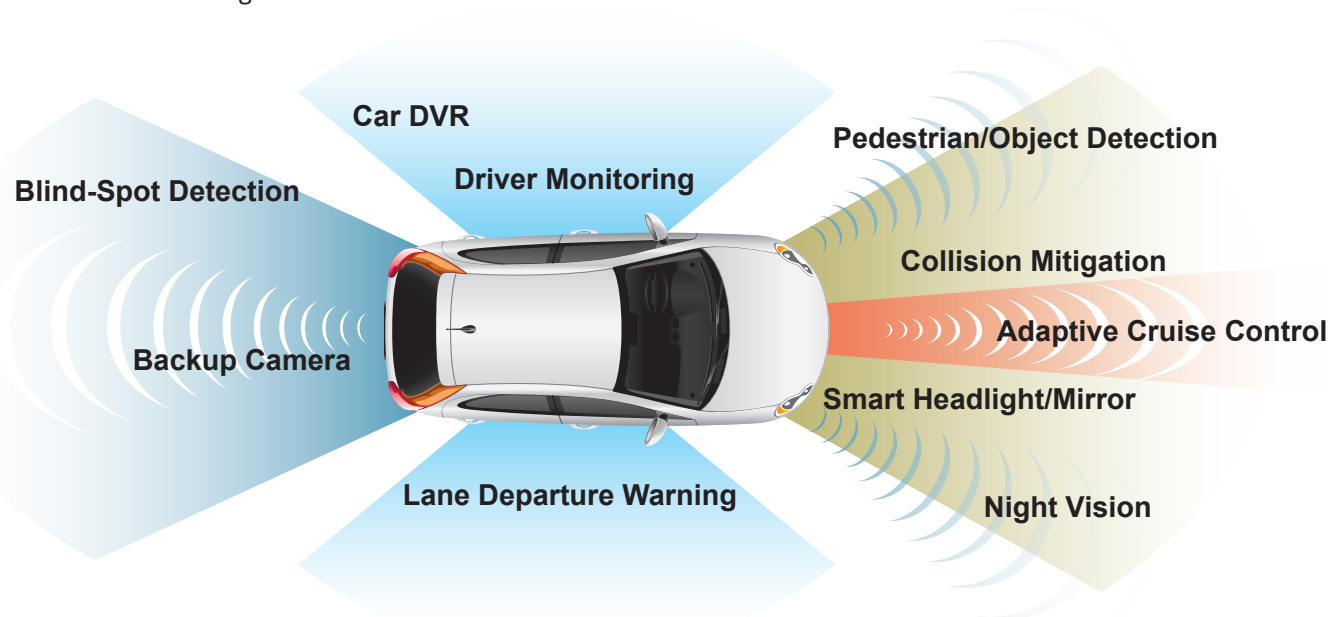 Car DVR
Pedestrian/Object Detection
Driver Monitoring
Blind-Spot Detection
Collision Mitigation
Adaptive Cruise Control
Backup Camera
Smart Headlight/Mirror
Lane Departure Warning
Night Vision